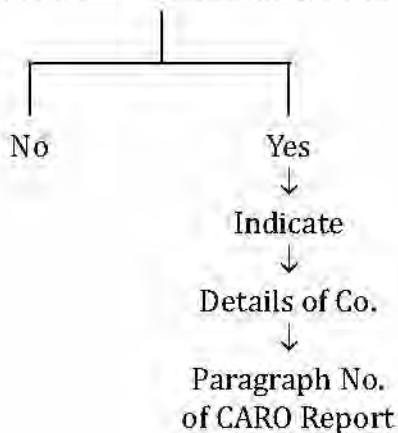 No
Yes
Indicate
Details of Co.
Paragraph No.
of CARO Report